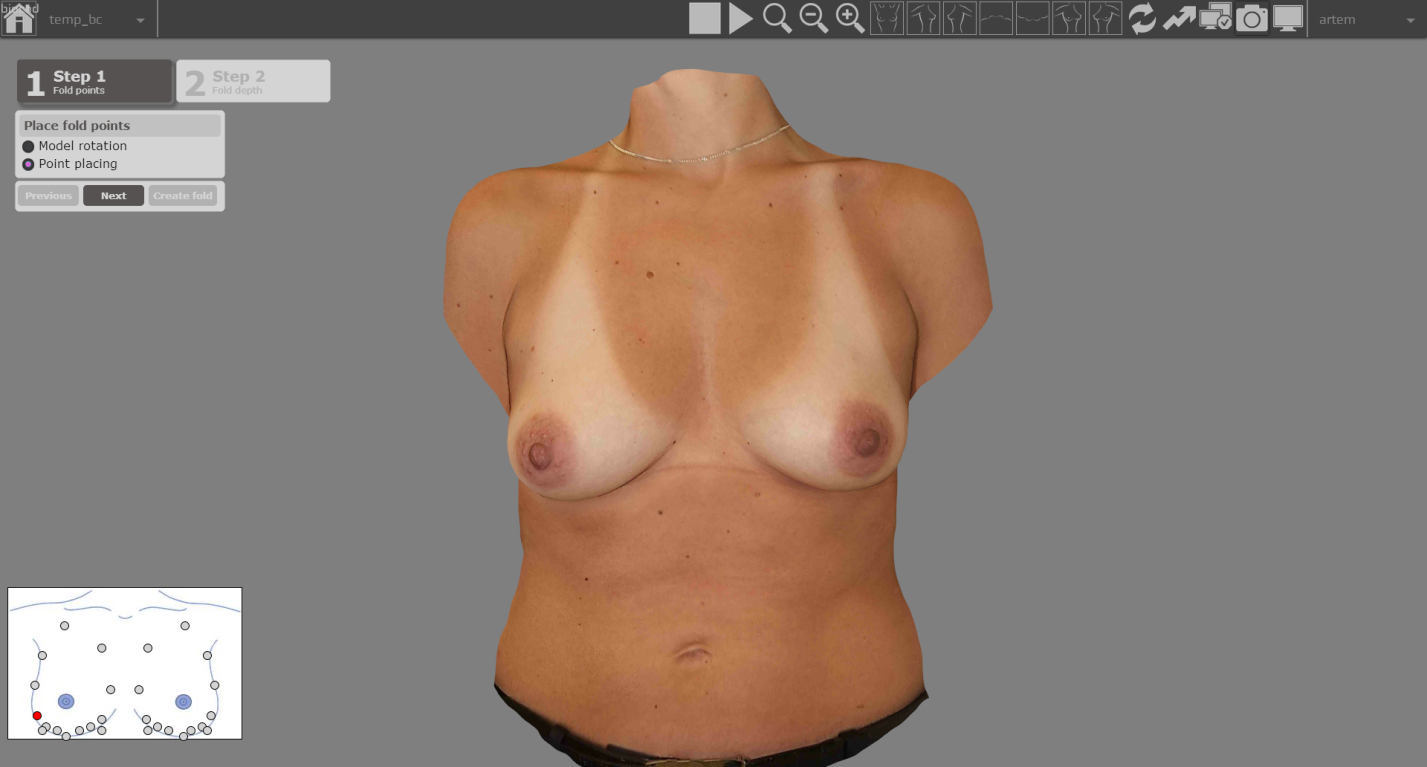 temp_bc
artem
1 Step 1
Fold points
2 Step 2
Fold depth
Place fold points
Model rotation
Point placing
Previous Next Create fold